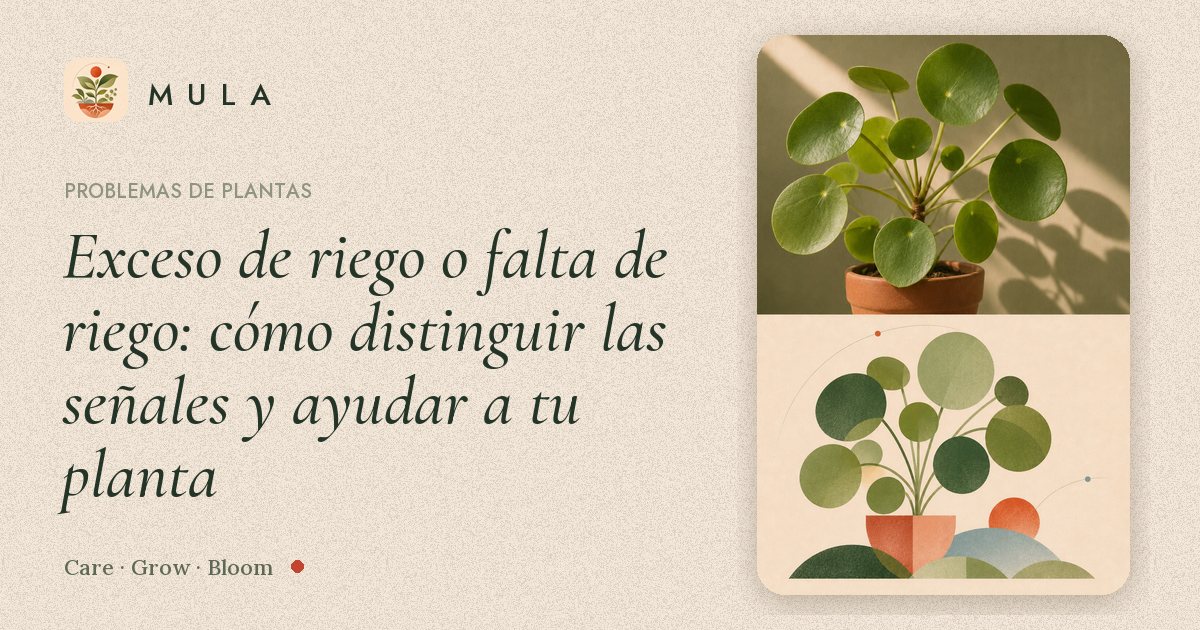 MULA
PROBLEMAS DE PLANTAS
Exceso de riego o falta de
riego: cómo distinguir las
señales y ayudar a tu
planta
Care · Grow · Bloom